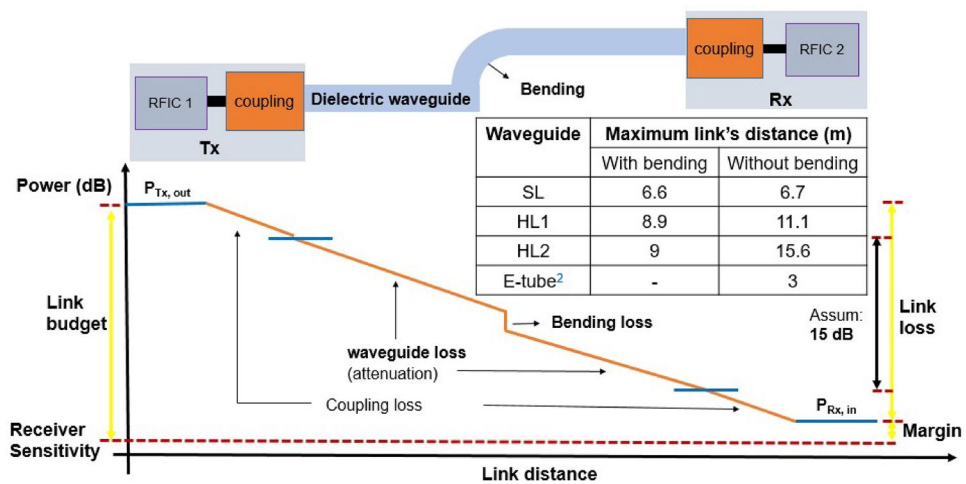 RFIC 1
coupling
Dielectric waveguide
Tx
Bending
coupling
RFIC 2
Rx
Waveguide Maximum link's distance (m)
With bending Without bending
SL 6.6 6.7
HL1 8.9 11.1
HL2 9 15.6
E-tube2 - 3
Power (dB)
PTx, out
Link
budget
Bending loss
waveguide loss
(attenuation)
Coupling loss
Assum:
15 dB
Link
loss
PRx, in
Margin
Receiver
Sensitivity
Link distance